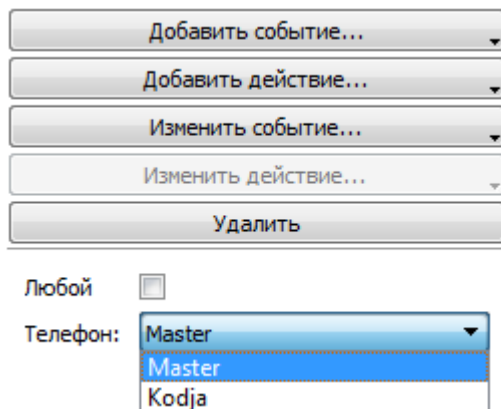 Добавить событие...
Добавить действие...
Изменить событие...
Изменить действие...
Удалить
Любой
Телефон: Master
Master
Kodja